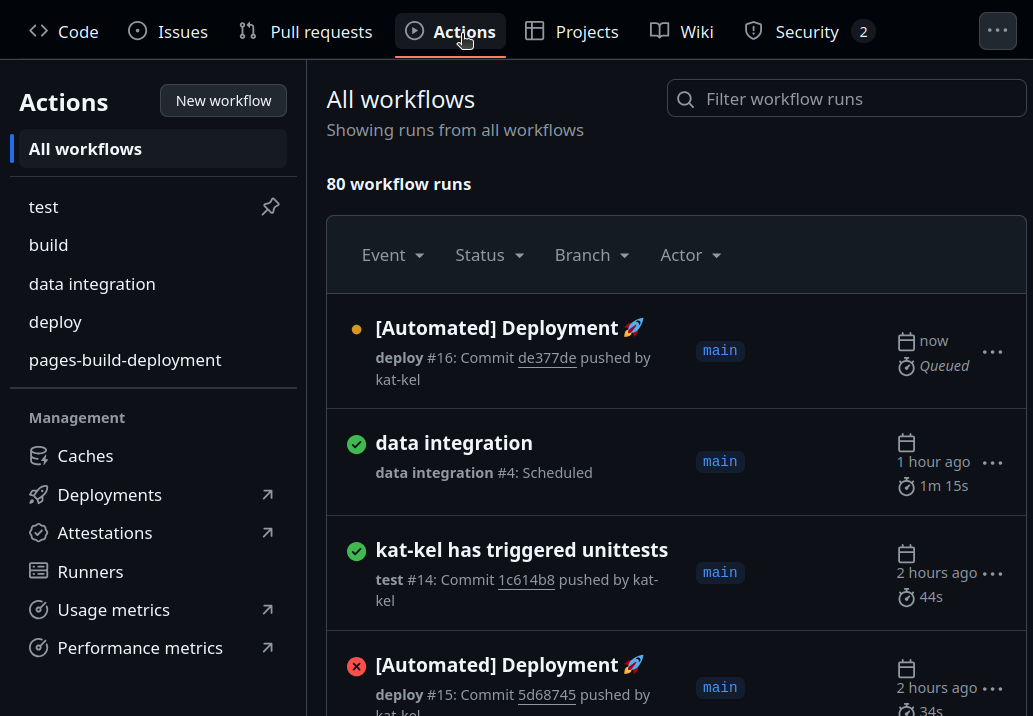 Code Issues Pull requests Actions Projects Wiki Security 2
Actions
New workflow
All workflows
test
build
data integration
deploy
pages-build-deployment
Management
Caches
Deployments
Attestations
Runners
Usage metrics
Performance metrics
All workflows
Showing runs from all workflows
Filter workflow runs
80 workflow runs
Event Status Branch Actor
[Automated] Deployment 🚀
deploy #16: Commit de377de pushed by
kat-kel
main
now
Queued
data integration
data integration #4: Scheduled
main
1 hour ago
1m 15s
kat-kel has triggered unittests
test #14: Commit 1c614b8 pushed by kat-
kel
main
2 hours ago
44s
[Automated] Deployment 🚀
deploy #15: Commit 5d68745 pushed by
kat-kel
main
2 hours ago
34s